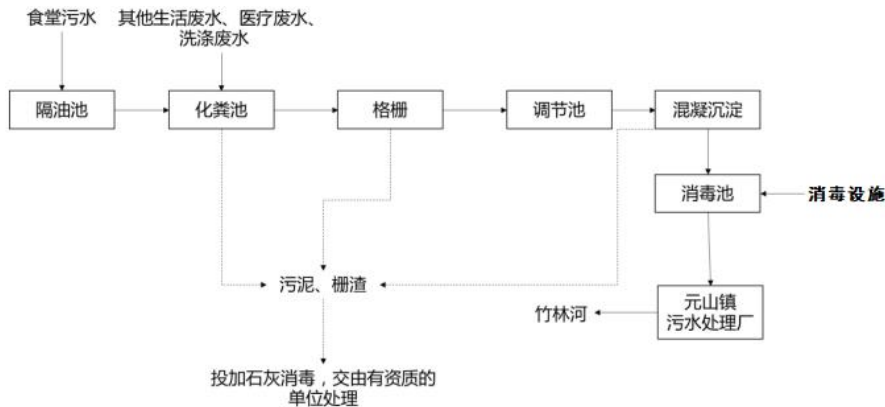 食堂污水
其他生活废水、医疗废水、
洗涤废水
隔油池
化粪池
格栅
调节池
混凝沉淀
消毒池
消毒设施
污泥、栅渣
元山镇
污水处理厂
竹林河
投加石灰消毒，交由有资质的
单位处理